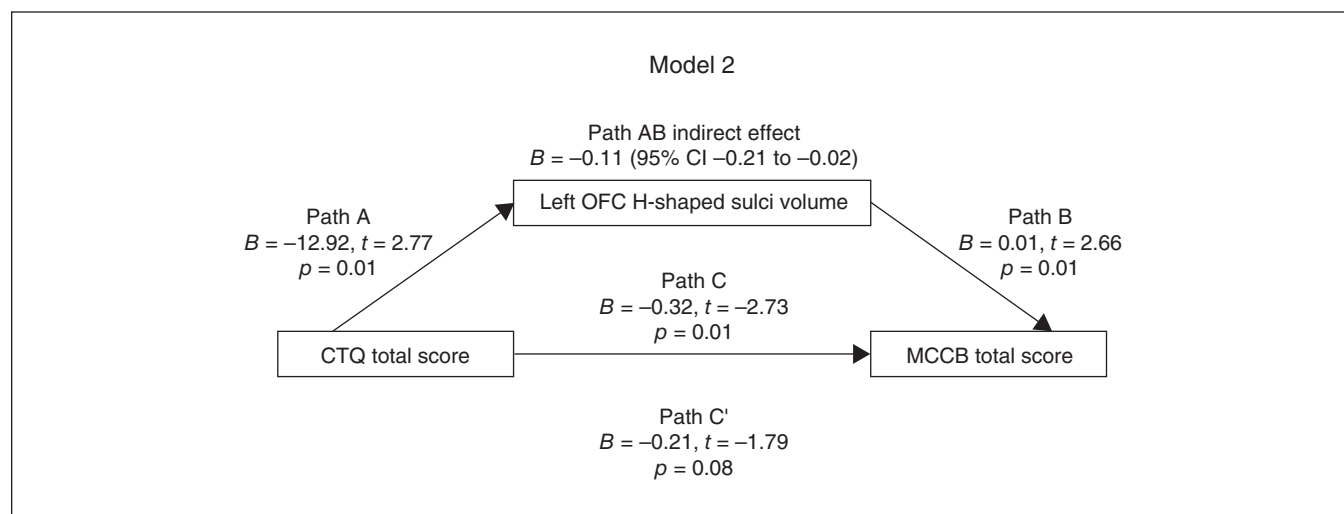 Model 2
Path AB indirect effect
B = –0.11 (95% CI –0.21 to –0.02)
Left OFC H-shaped sulci volume
Path A
B = –12.92, t = 2.77
p = 0.01
Path B
B = 0.01, t = 2.66
p = 0.01
Path C
B = –0.32, t = –2.73
p = 0.01
CTQ total score
MCCB total score
Path C'
B = –0.21, t = –1.79
p = 0.08